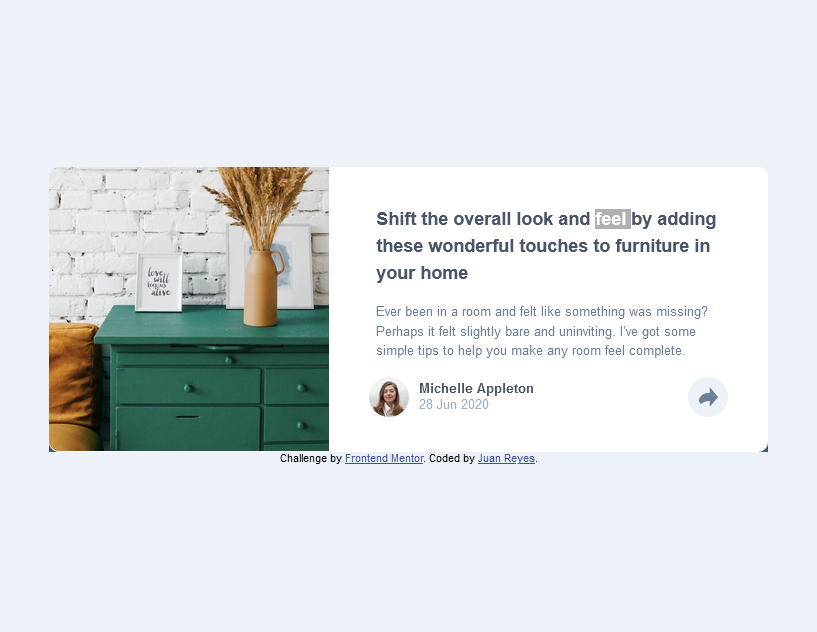 love
will
keep us
alive
Shift the overall look and feel by adding
these wonderful touches to furniture in
your home
Ever been in a room and felt like something was missing?
Perhaps it felt slightly bare and uninviting. I’ve got some
simple tips to help you make any room feel complete.
Michelle Appleton
28 Jun 2020
Challenge by Frontend Mentor. Coded by Juan Reyes.